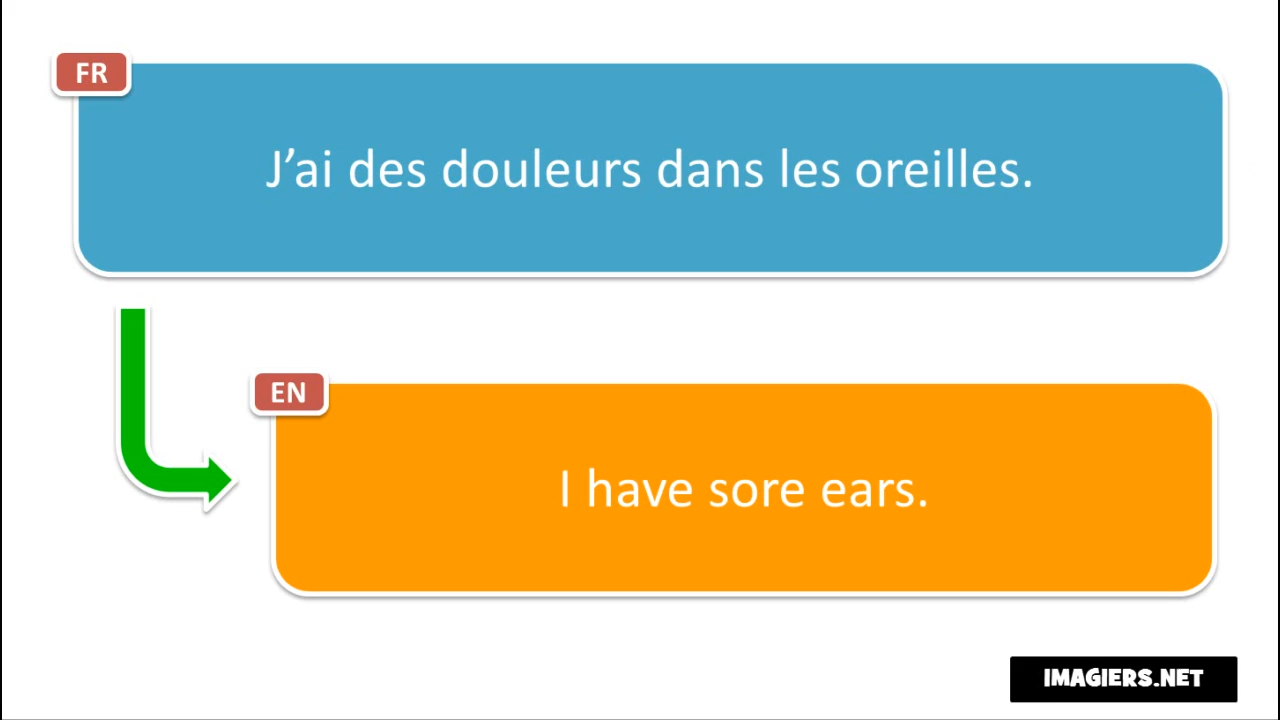 FR
J’ai des douleurs dans les oreilles.
EN
I have sore ears.
IMAGIERS.NET